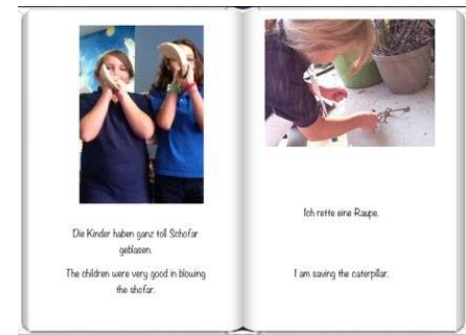 Die Kinder haben ganz toll Schofar
geblasen.
The children were very good in blowing
the shofar.
Ich rette eine Raupe.
I am saving the caterpillar.